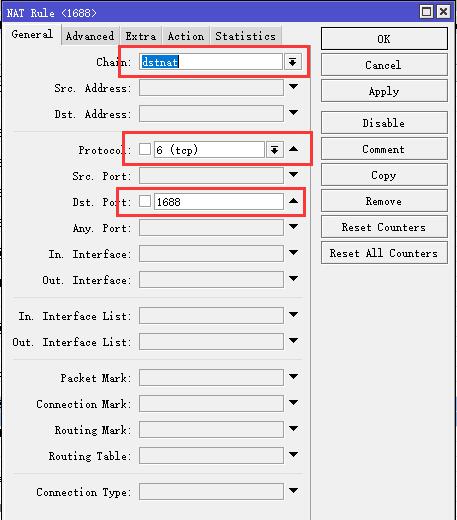 NAT Rule <1688>
General Advanced Extra Action Statistics
Chain: dstnat
Src. Address:
Dst. Address:
Protocol: 6 (tcp)
Src. Port:
Dst. Port: 1688
Any. Port:
In. Interface:
Out. Interface:
In. Interface List:
Out. Interface List:
Packet Mark:
Connection Mark:
Routing Mark:
Routing Table:
Connection Type:
OK
Cancel
Apply
Disable
Comment
Copy
Remove
Reset Counters
Reset All Counters